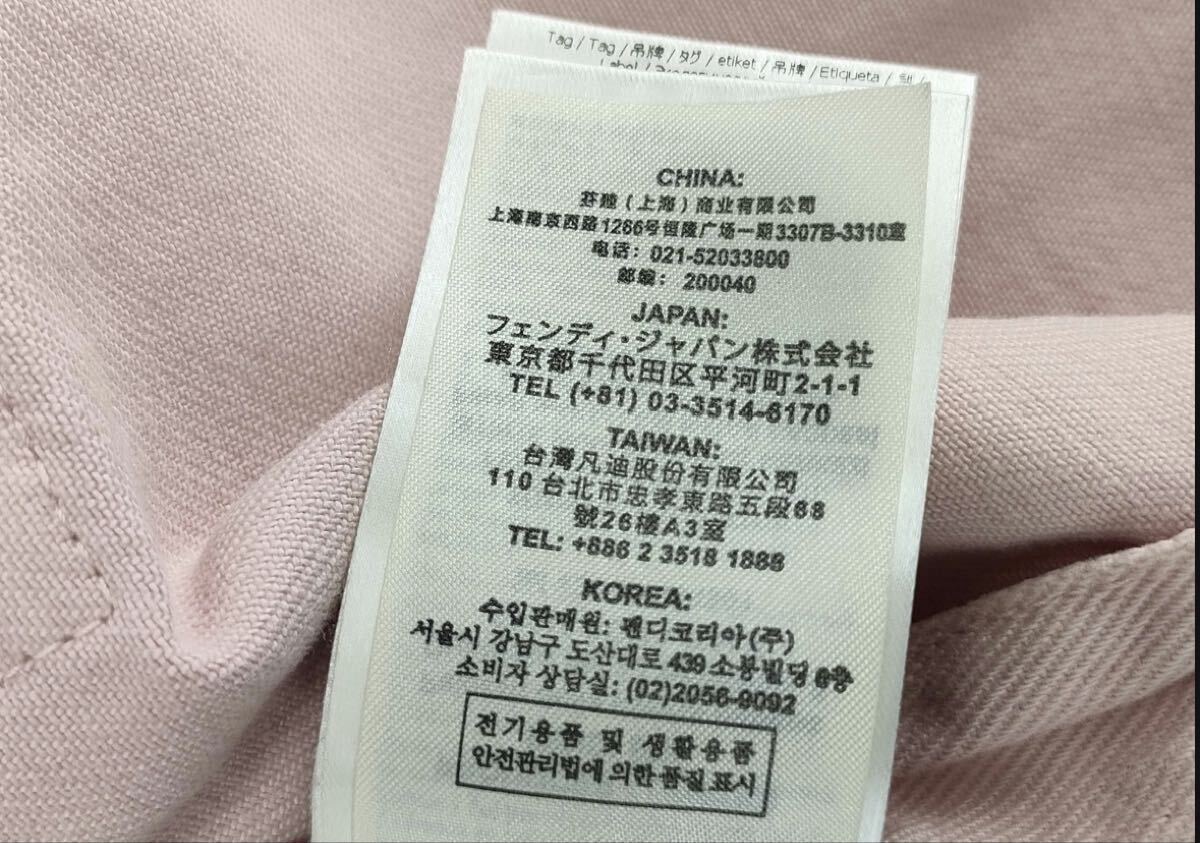 Tag / Tag / 吊牌 / タグ / etiket / 吊牌 / Etiqueta /
CHINA:
芬迪（上海）商业有限公司
上海南京西路1266号恒隆广场一期3307B-3310室
电话：021-52033800
邮编：200040
JAPAN:
フェンディ・ジャパン株式会社
東京都千代田区平河町2-1-1
TEL (+81) 03-3514-6170
TAIWAN:
台灣凡迪股份有限公司
110 台北市忠孝東路五段68
號26樓A3室
TEL: +886 2 3518 1888
KOREA:
수입판매원: 펜디코리아(주)
서울시 강남구 도산대로 439 소봉빌딩 6층
소비자 상담실: (02)2056-9092
전기용품 및 생활용품
안전관리법에 의한 품질 표시